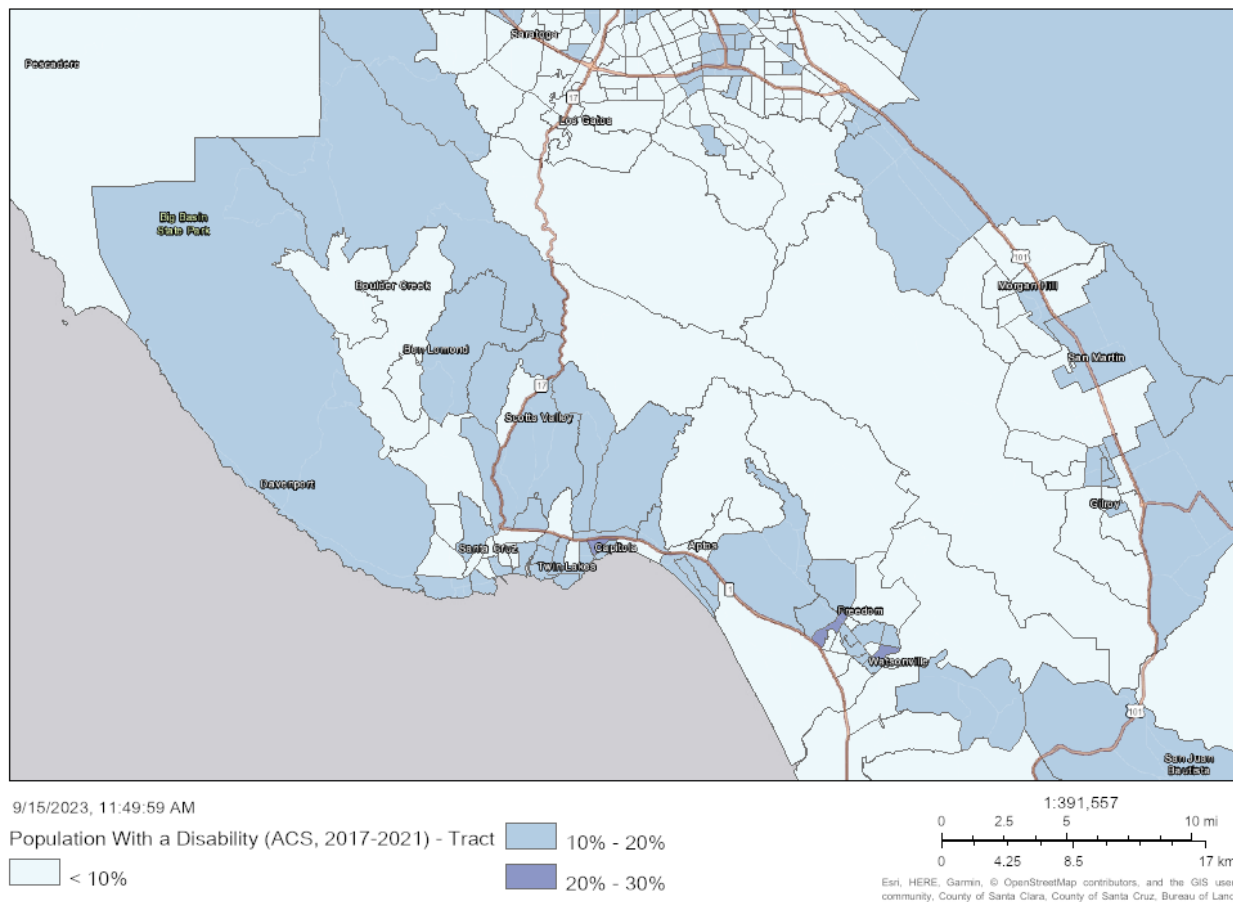 Saratoga
Pescadero
17
Los Gatos
Big Basin
State Park
101
Boulder Creek
Morgan Hill
Ben Lomond
San Martin
17
Scotts Valley
Davenport
Gilroy
Santa Cruz
Capitola
Aptos
Twin Lakes
1
Freedom
Watsonville
101
San Juan
Bautista
9/15/2023, 11:49:59 AM
Population With a Disability (ACS, 2017-2021) - Tract
< 10%
10% - 20%
20% - 30%
1:391,557
0 2.5 5 10 mi
0 4.25 8.5 17 km
Esri, HERE, Garmin, © OpenStreetMap contributors, and the GIS user
community, County of Santa Clara, County of Santa Cruz, Bureau of Land